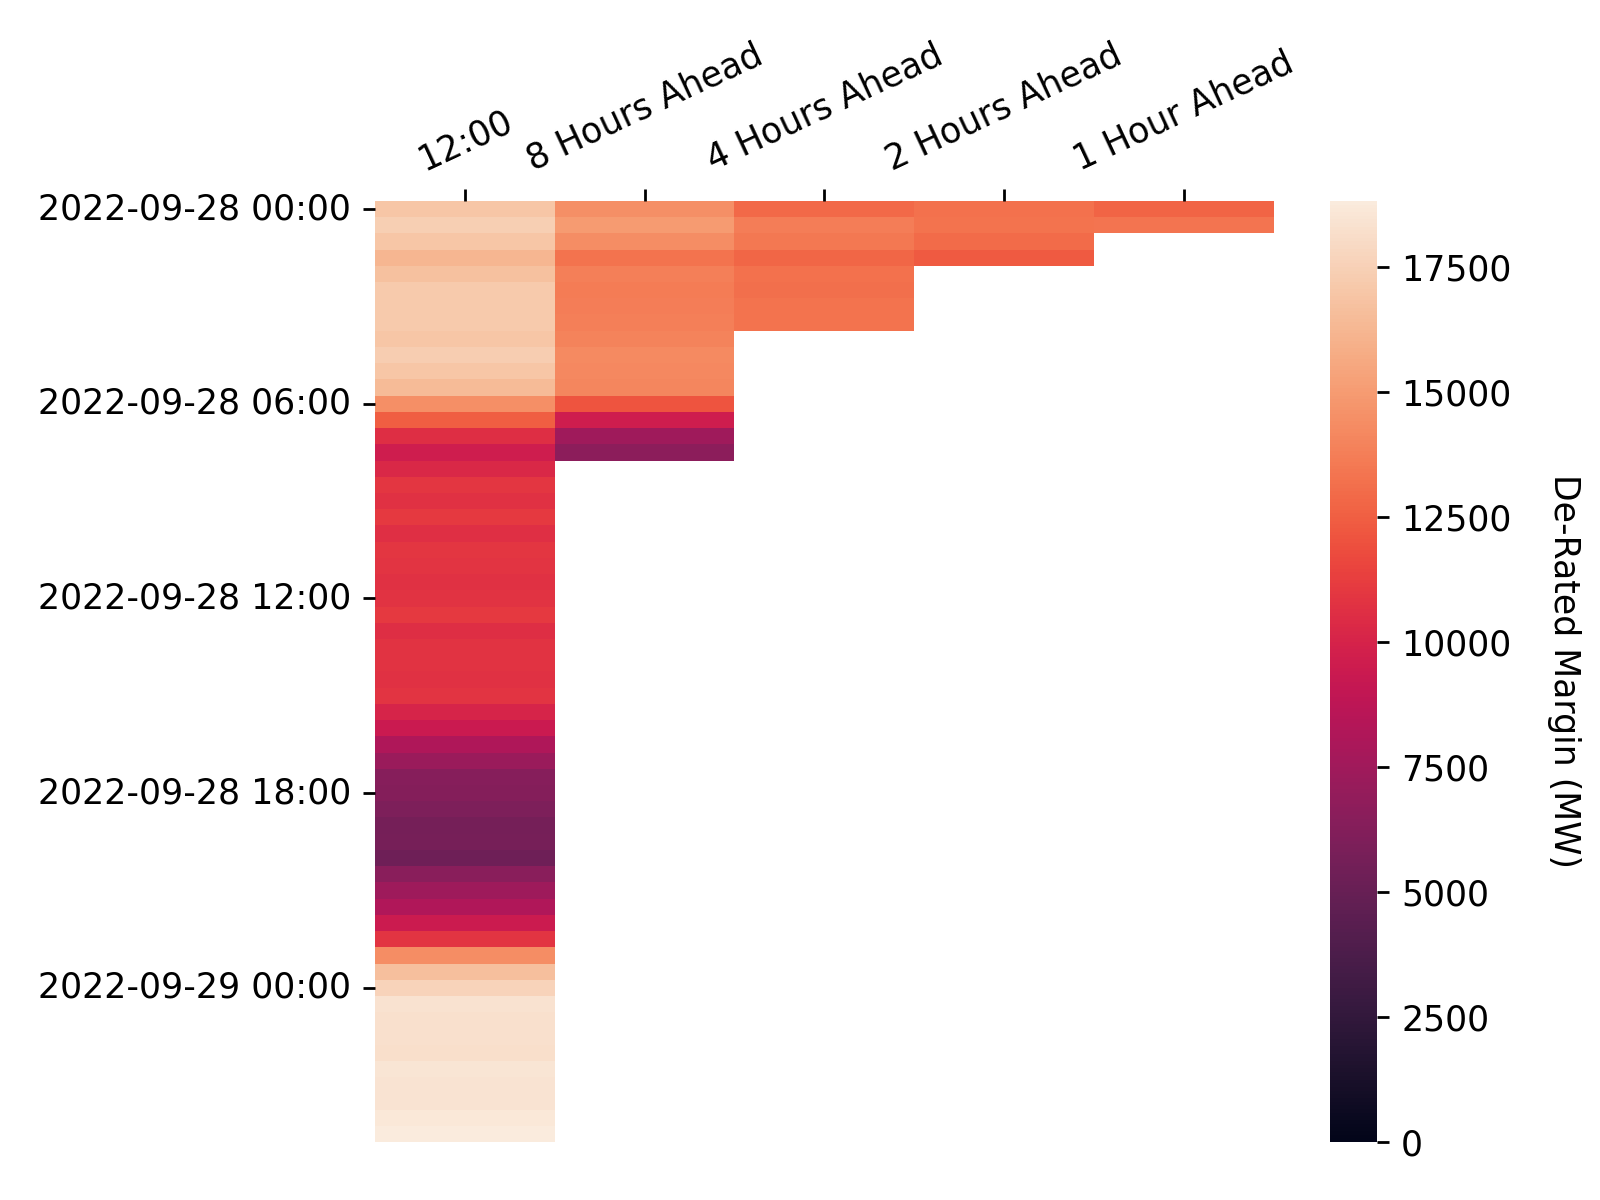 12:00
8 Hours Ahead
4 Hours Ahead
2 Hours Ahead
1 Hour Ahead
2022-09-28 00:00
2022-09-28 06:00
2022-09-28 12:00
2022-09-28 18:00
2022-09-29 00:00
17500
15000
12500
10000
7500
5000
2500
0
De-Rated Margin (MW)